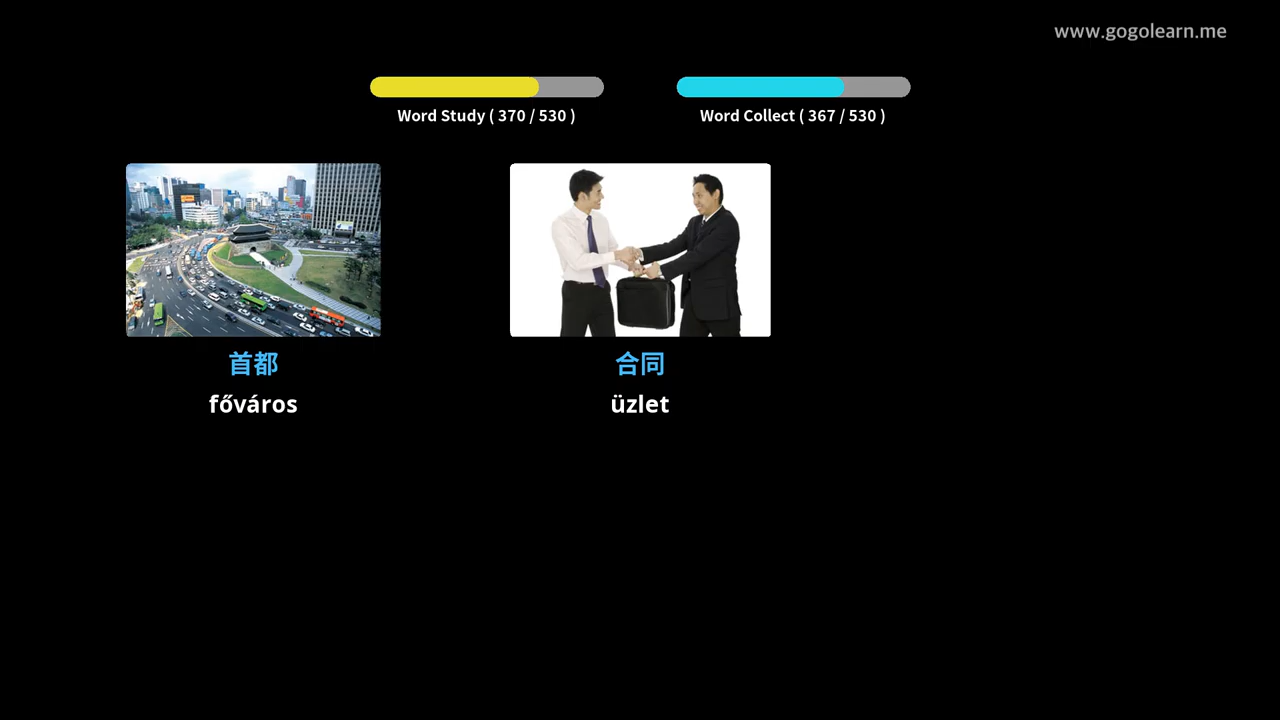 www.gogolearn.me
Word Study ( 370 / 530 )
Word Collect ( 367 / 530 )
首都
főváros
合同
üzlet